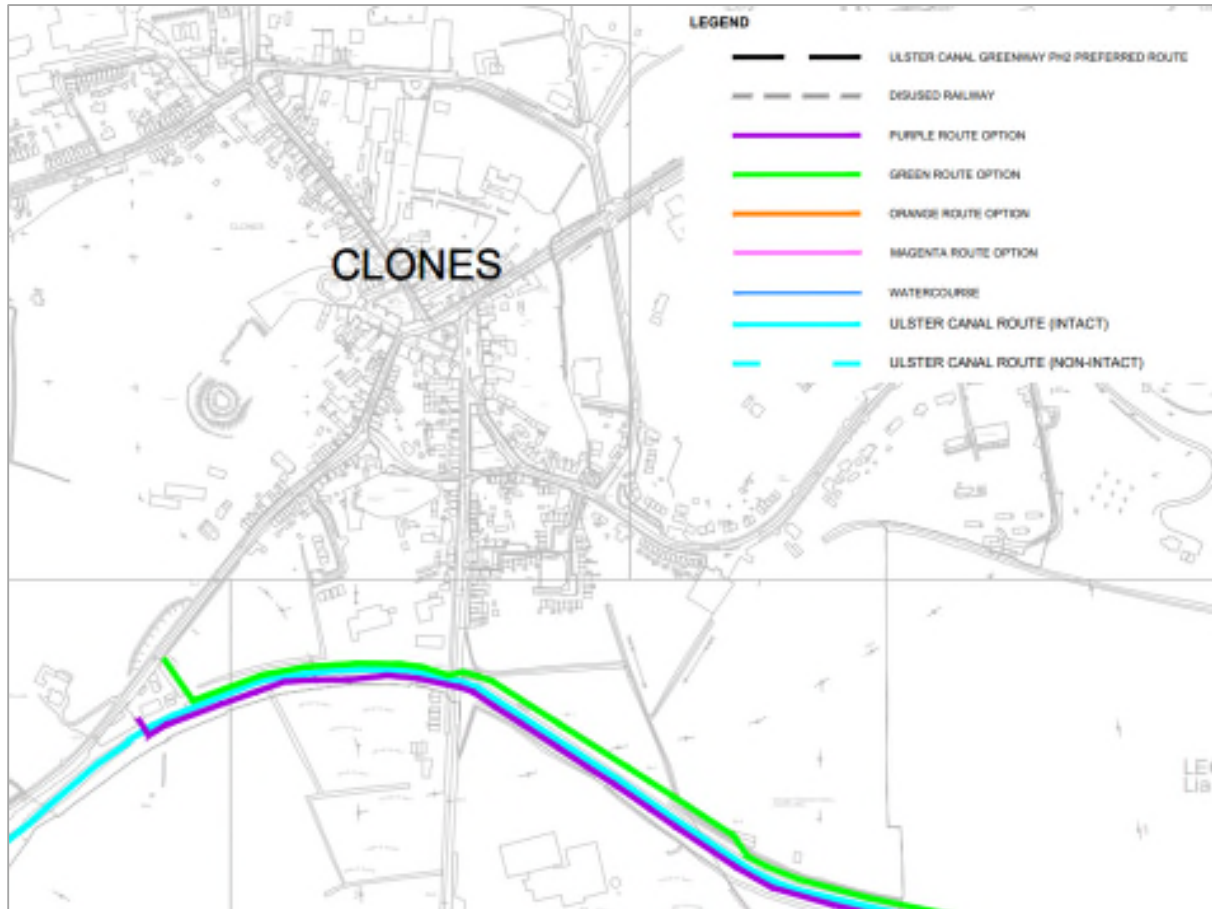 LEGEND
ULSTER CANAL GREENWAY PH2 PREFERRED ROUTE
DISUSED RAILWAY
PURPLE ROUTE OPTION
GREEN ROUTE OPTION
ORANGE ROUTE OPTION
MAGENTA ROUTE OPTION
WATERCOURSE
ULSTER CANAL ROUTE (INTACT)
ULSTER CANAL ROUTE (NON-INTACT)
CLONES
CLONES